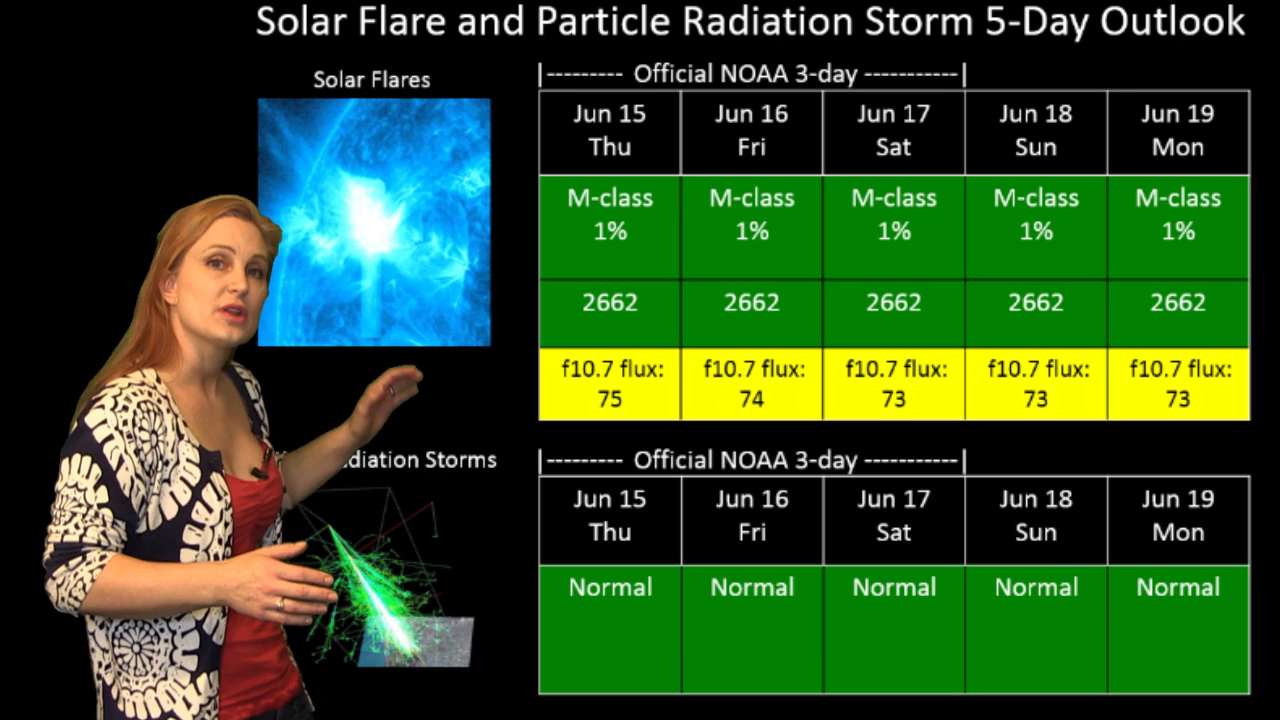 Solar Flare and Particle Radiation Storm 5-Day Outlook
Solar Flares
|--------- Official NOAA 3-day -----------|
Jun 15 Jun 16 Jun 17 Jun 18 Jun 19
Thu Fri Sat Sun Mon
M-class M-class M-class M-class M-class
1% 1% 1% 1% 1%
2662 2662 2662 2662 2662
f10.7 flux: f10.7 flux: f10.7 flux: f10.7 flux: f10.7 flux:
75 74 73 73 73
Storms
|--------- Official NOAA 3-day -----------|
Jun 15 Jun 16 Jun 17 Jun 18 Jun 19
Thu Fri Sat Sun Mon
Normal Normal Normal Normal Normal